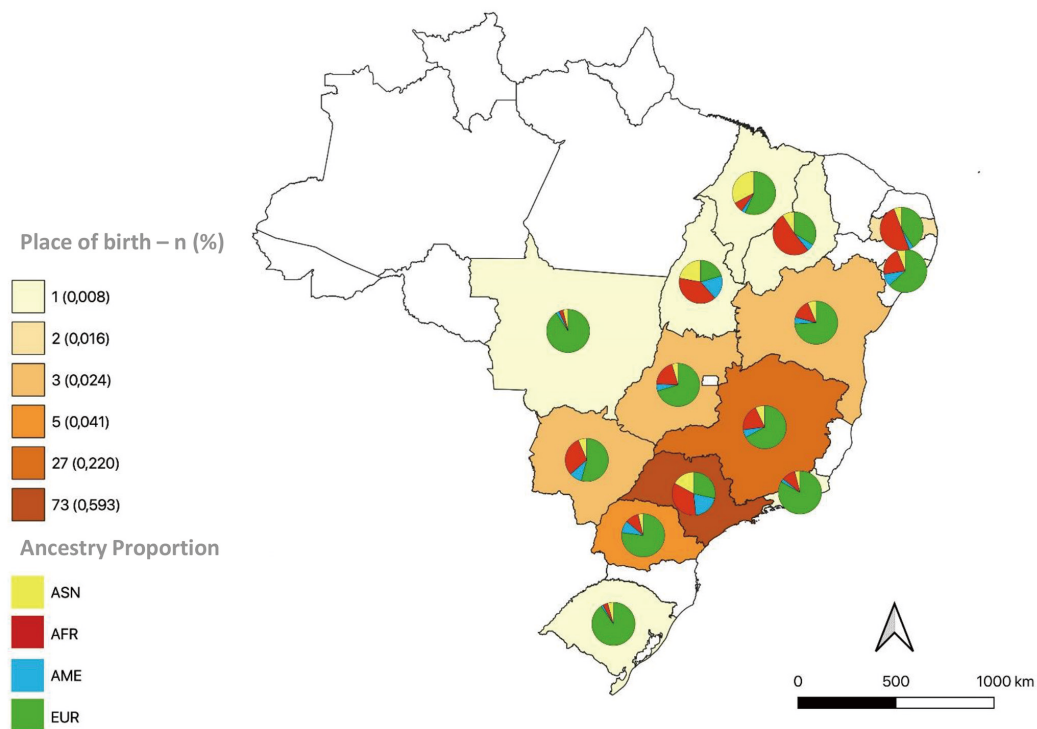 Place of birth – n (%)
1 (0,008)
2 (0,016)
3 (0,024)
5 (0,041)
27 (0,220)
73 (0,593)
Ancestry Proportion
ASN
AFR
AME
EUR
0 500 1000 km